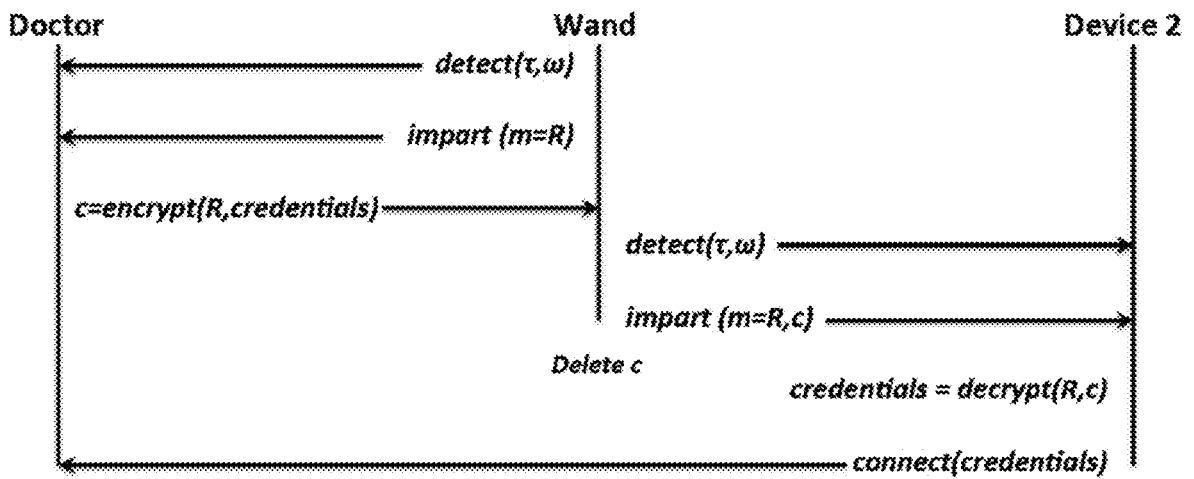 Doctor Wand Device 2
detect(τ,ω)
impart (m=R)
c=encrypt(R,credentials)
detect(τ,ω)
impart (m=R,c)
Delete c
credentials = decrypt(R,c)
connect(credentials)